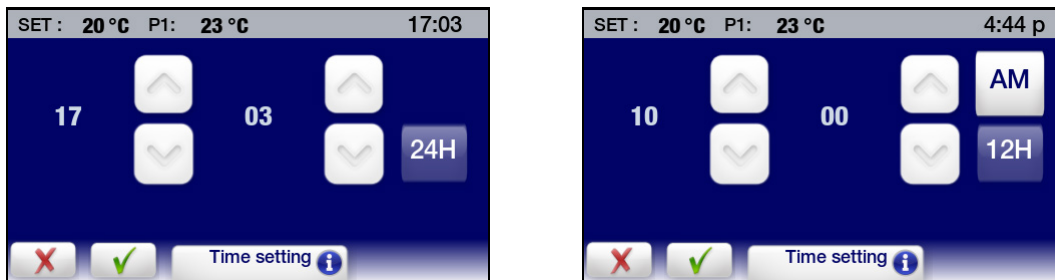 SET : 20 °C P1: 23 °C 17:03
17 03
24H
Time setting i
SET : 20 °C P1: 23 °C 4:44 p
AM
10 00
12H
Time setting i